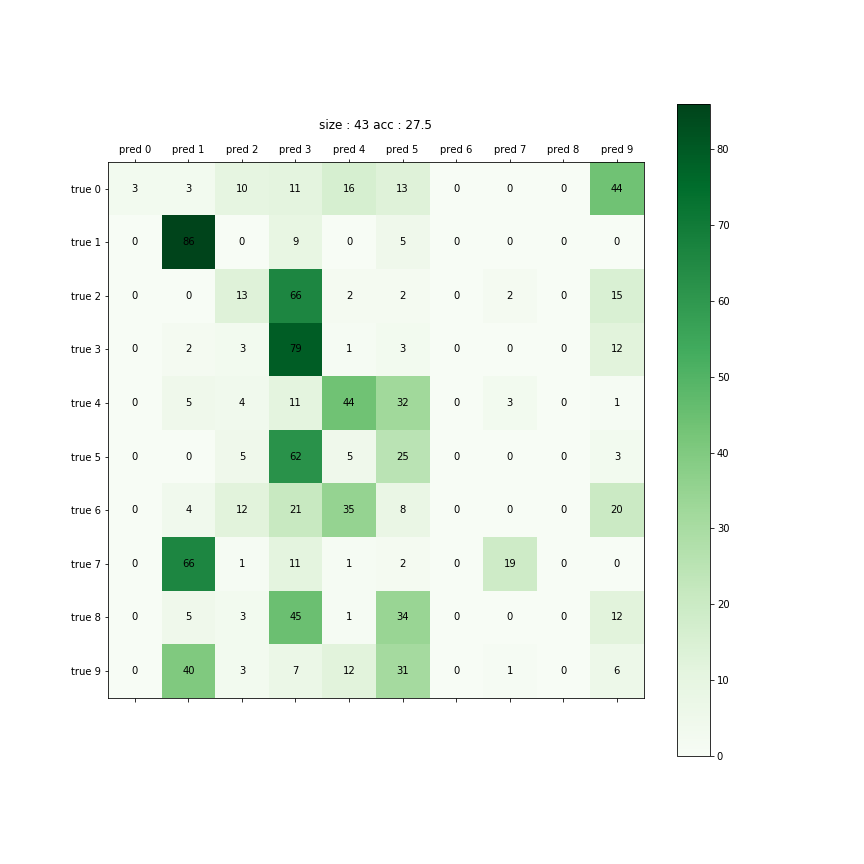 size : 43 acc : 27.5
pred 0 pred 1 pred 2 pred 3 pred 4 pred 5 pred 6 pred 7 pred 8 pred 9
true 0 3 3 10 11 16 13 0 0 0 44
true 1 0 86 0 9 0 5 0 0 0 0
true 2 0 0 13 66 2 2 0 2 0 15
true 3 0 2 3 79 1 3 0 0 0 12
true 4 0 5 4 11 44 32 0 3 0 1
true 5 0 0 5 62 5 25 0 0 0 3
true 6 0 4 12 21 35 8 0 0 0 20
true 7 0 66 1 11 1 2 0 19 0 0
true 8 0 5 3 45 1 34 0 0 0 12
true 9 0 40 3 7 12 31 0 1 0 6
80
70
60
50
40
30
20
10
0